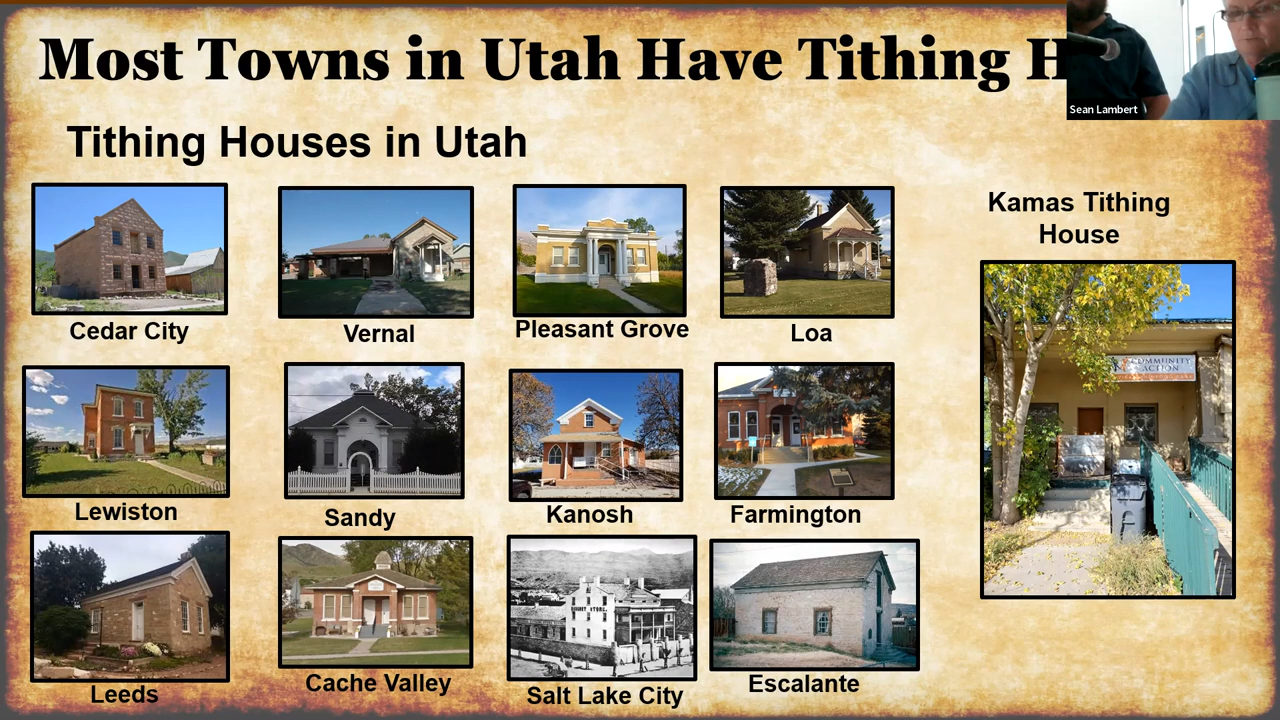 Most Towns in Utah Have Tithing H
Sean Lambert
Tithing Houses in Utah
Kamas Tithing
House
Cedar City
Vernal
Pleasant Grove
Loa
COMMUNITY
ACTION
Lewiston
Sandy
Kanosh
Farmington
Leeds
Cache Valley
Salt Lake City
Escalante